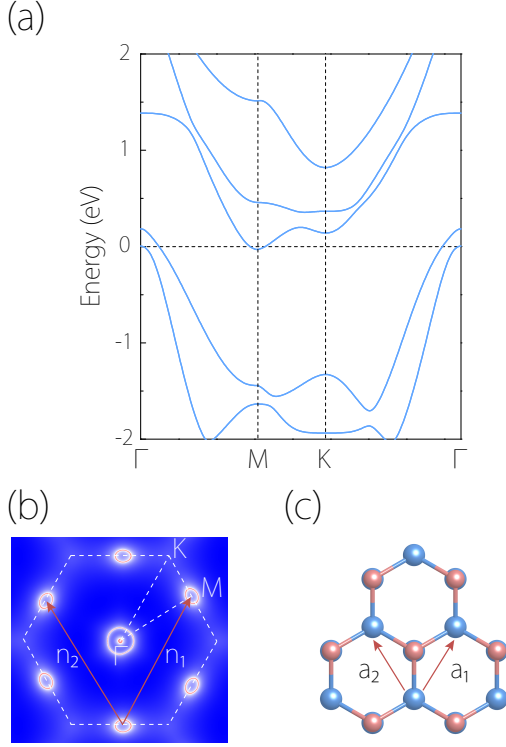 (a)
2
1
0
-1
-2
Energy (eV)
Γ M K Γ
(b) (c)
K
M
Γ
n2 n1
a2 a1